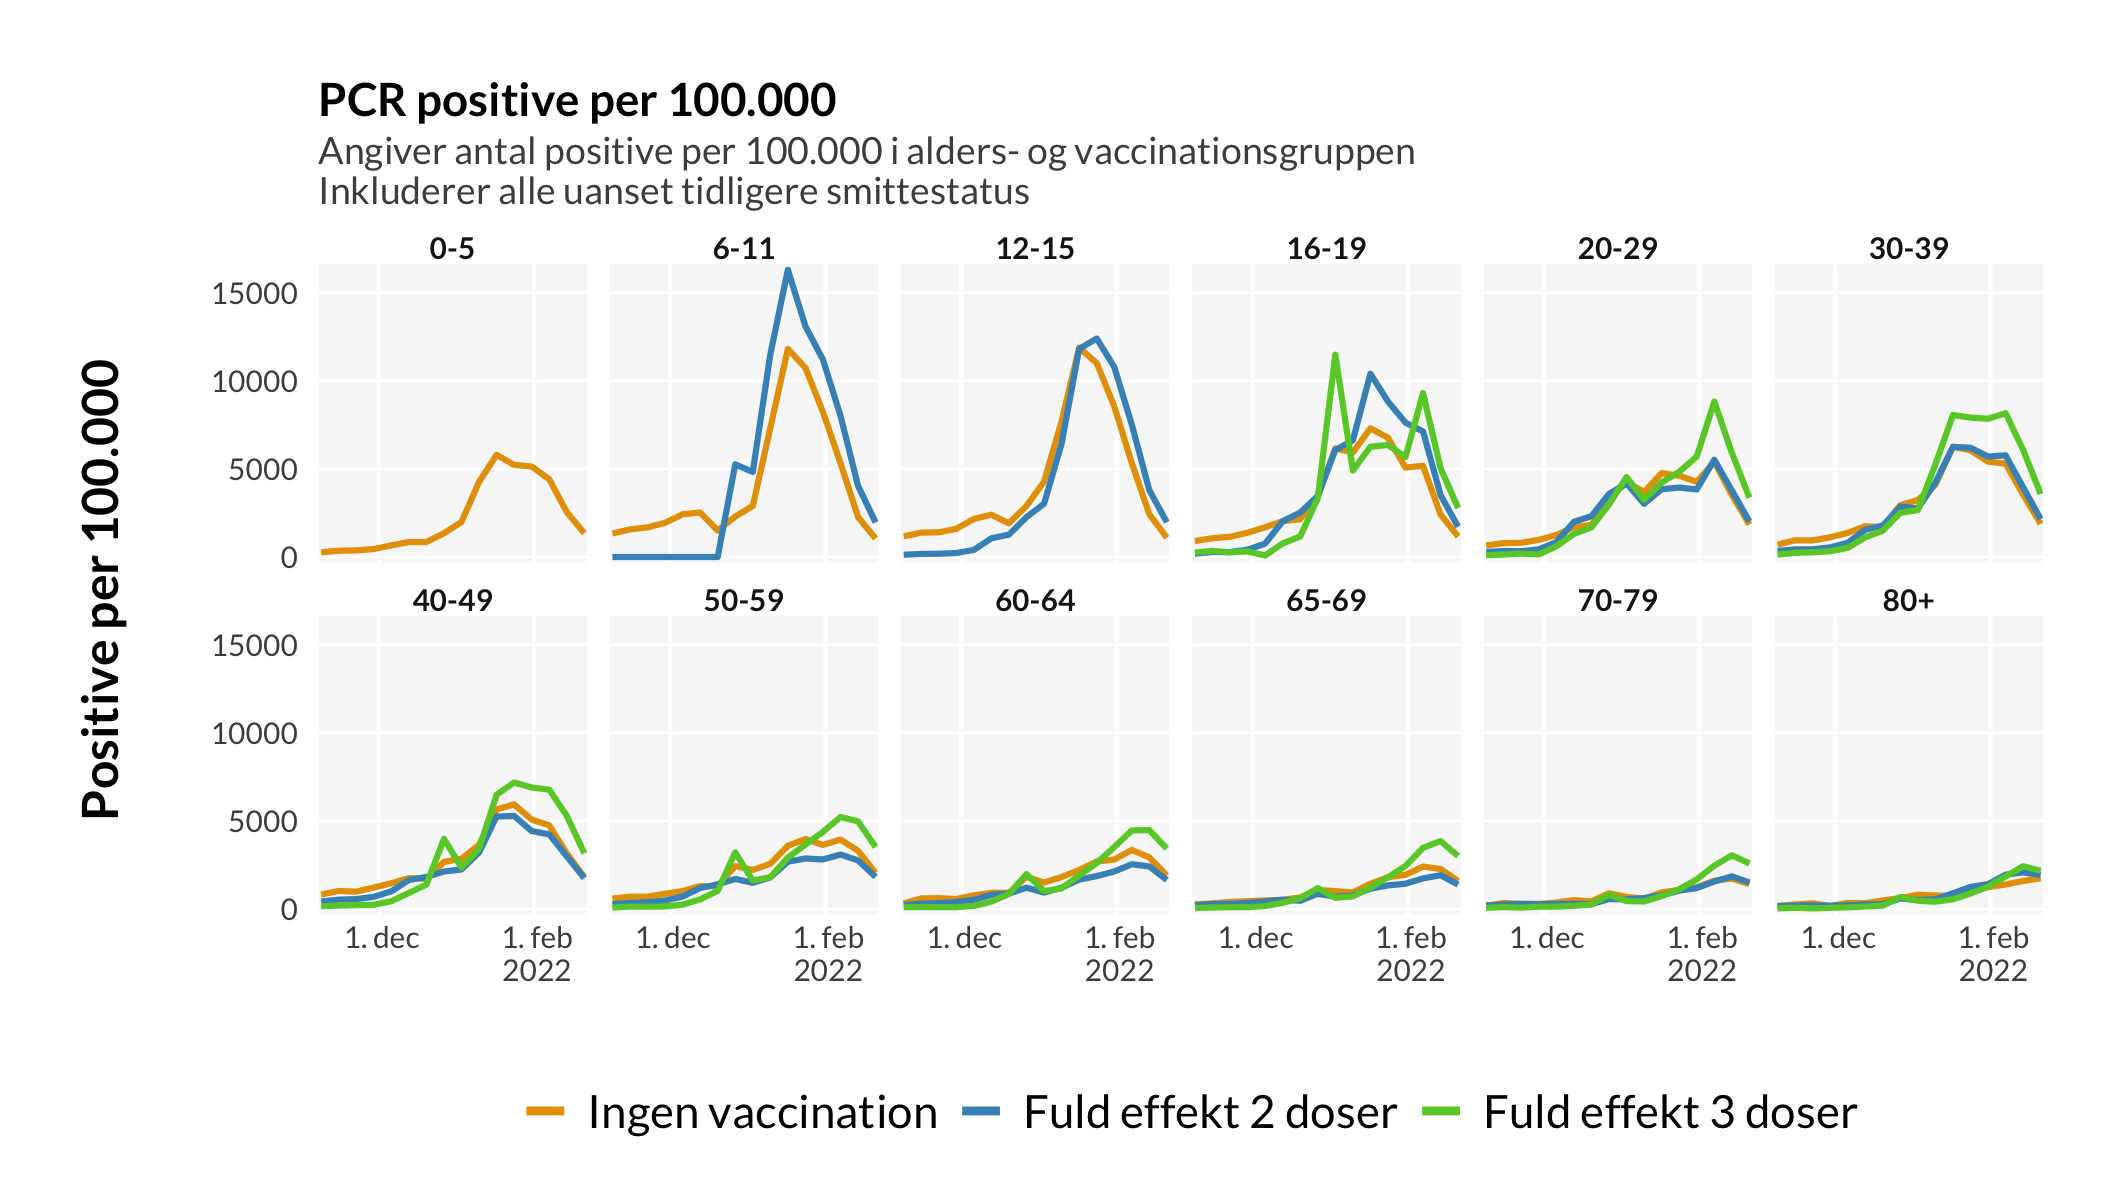 PCR positive per 100.000
Angiver antal positive per 100.000 i alders- og vaccinationsgruppen
Inkluderer alle uanset tidligere smittestatus
0-5 6-11 12-15 16-19 20-29 30-39
15000
10000
5000
0
Positive per 100.000
40-49 50-59 60-64 65-69 70-79 80+
15000
10000
5000
0
1. dec 1. feb 1. dec 1. feb 1. dec 1. feb 1. dec 1. feb 1. dec 1. feb 1. dec 1. feb
2022 2022 2022 2022 2022 2022
Ingen vaccination Fuld effekt 2 doser Fuld effekt 3 doser